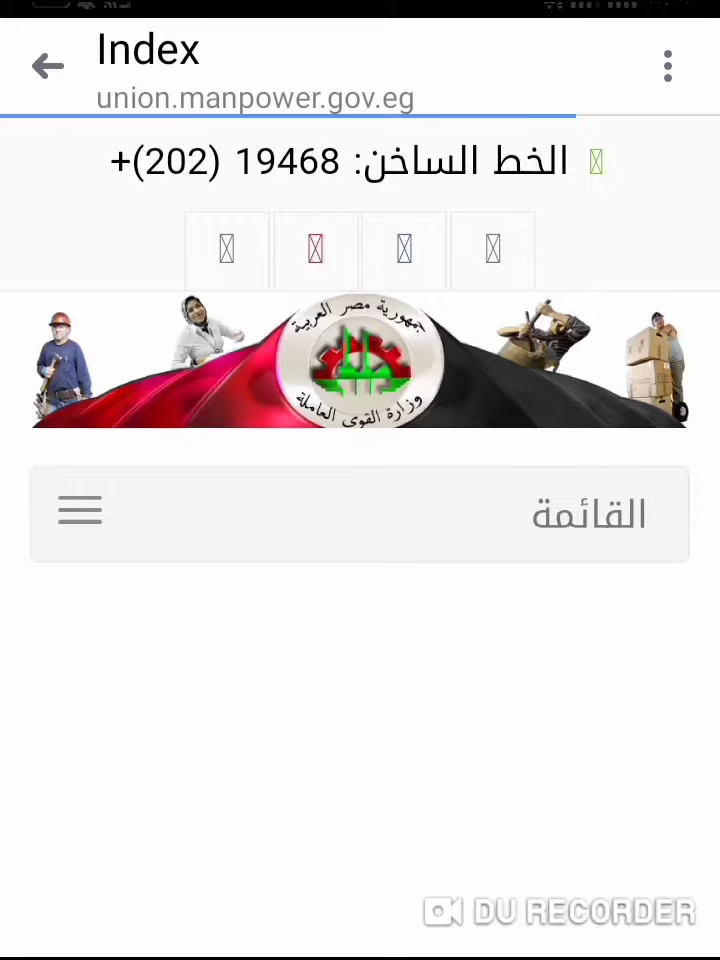 Index
union.manpower.gov.eg
الخط الساخن: 19468 (202)+
جمهورية مصر العربية
وزارة القوى العاملة
القائمة
DU RECORDER